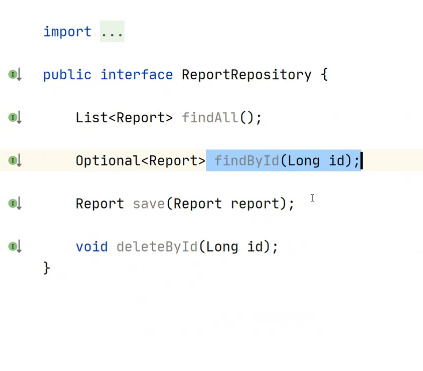 import ...
public interface ReportRepository {
List<Report> findAll();
Optional<Report> findById(Long id);
Report save(Report report);
void deleteById(Long id);
}